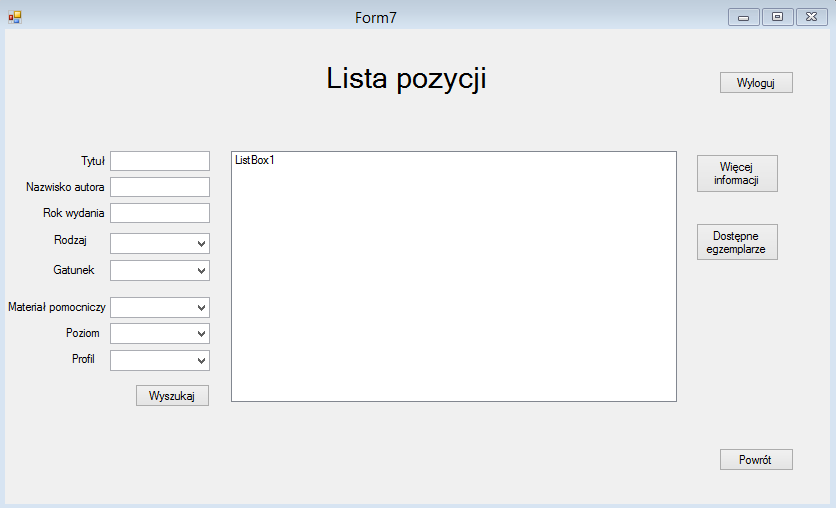 Form7
Lista pozycji
Wyloguj
Tytuł
Nazwisko autora
Rok wydania
Rodzaj
Gatunek
Materiał pomocniczy
Poziom
Profil
Wyszukaj
ListBox1
Więcej
informacji
Dostępne
egzemplarze
Powrót